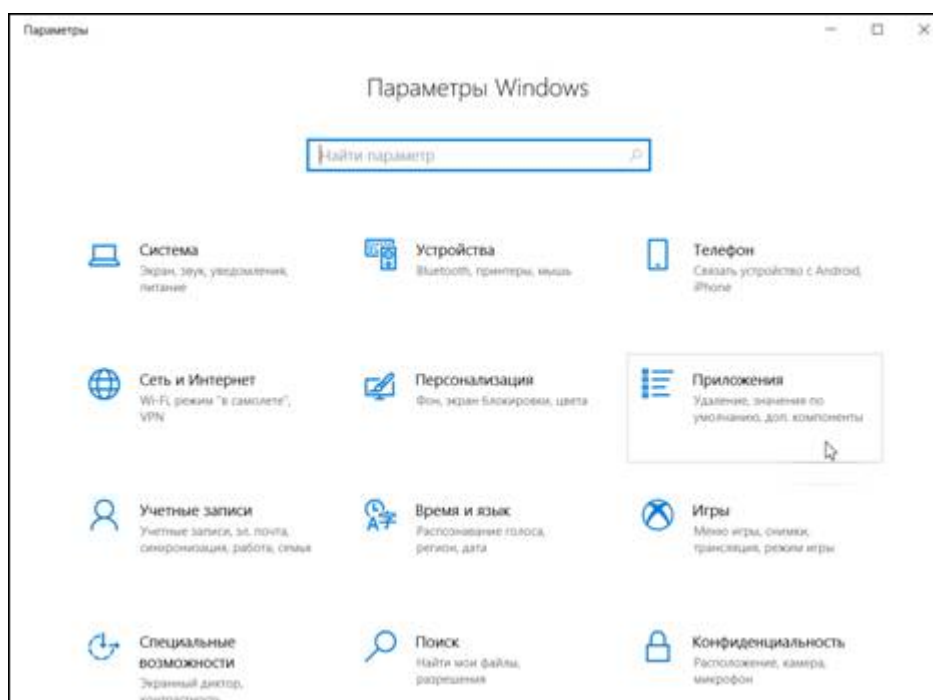 Параметры
Параметры Windows
Найти параметр
Система
Экран, звук, уведомления,
питание
Устройства
Bluetooth, принтеры, мышь
Телефон
Связать устройство с Android,
iPhone
Сеть и Интернет
Wi-Fi, режим "в самолете",
VPN
Персонализация
Фон, экран блокировки, цвета
Приложения
Удаление, значения по
умолчанию, доп. компоненты
Учетные записи
Учетные записи, эл. почта,
синхронизация, работа, семья
Время и язык
Распознавание голоса,
регион, дата
Игры
Меню игры, снимки,
трансляция, режим игры
Специальные
возможности
Экранный диктор,
контрастность
Поиск
Найти мои файлы,
разрешения
Конфиденциальность
Расположение, камера,
микрофон